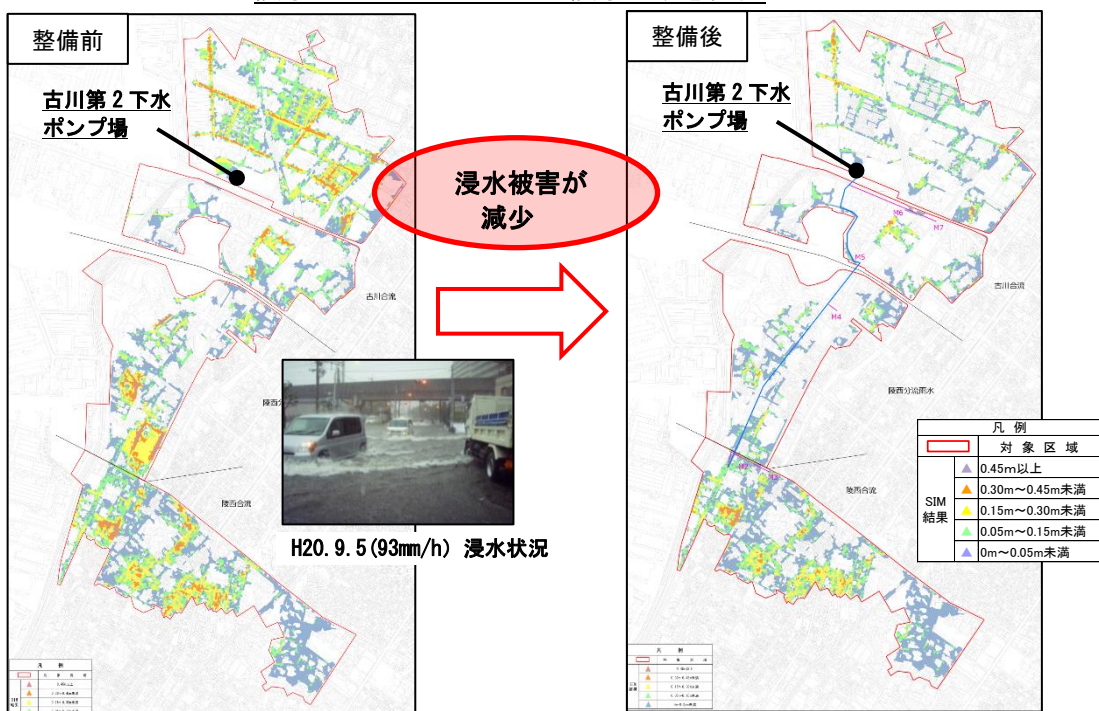 整備前
古川第2下水
ポンプ場
古川合流
陵西合流
H20.9.5(93mm/h) 浸水状況
浸水被害が
減少
整備後
古川第2下水
ポンプ場
M6
M7
M5
M4
古川合流
陵西分流雨水
陵西合流
凡例
対象区域
SIM
結果
0.45m以上
0.30m～0.45m未満
0.15m～0.30m未満
0.05m～0.15m未満
0m～0.05m未満
凡例
凡例